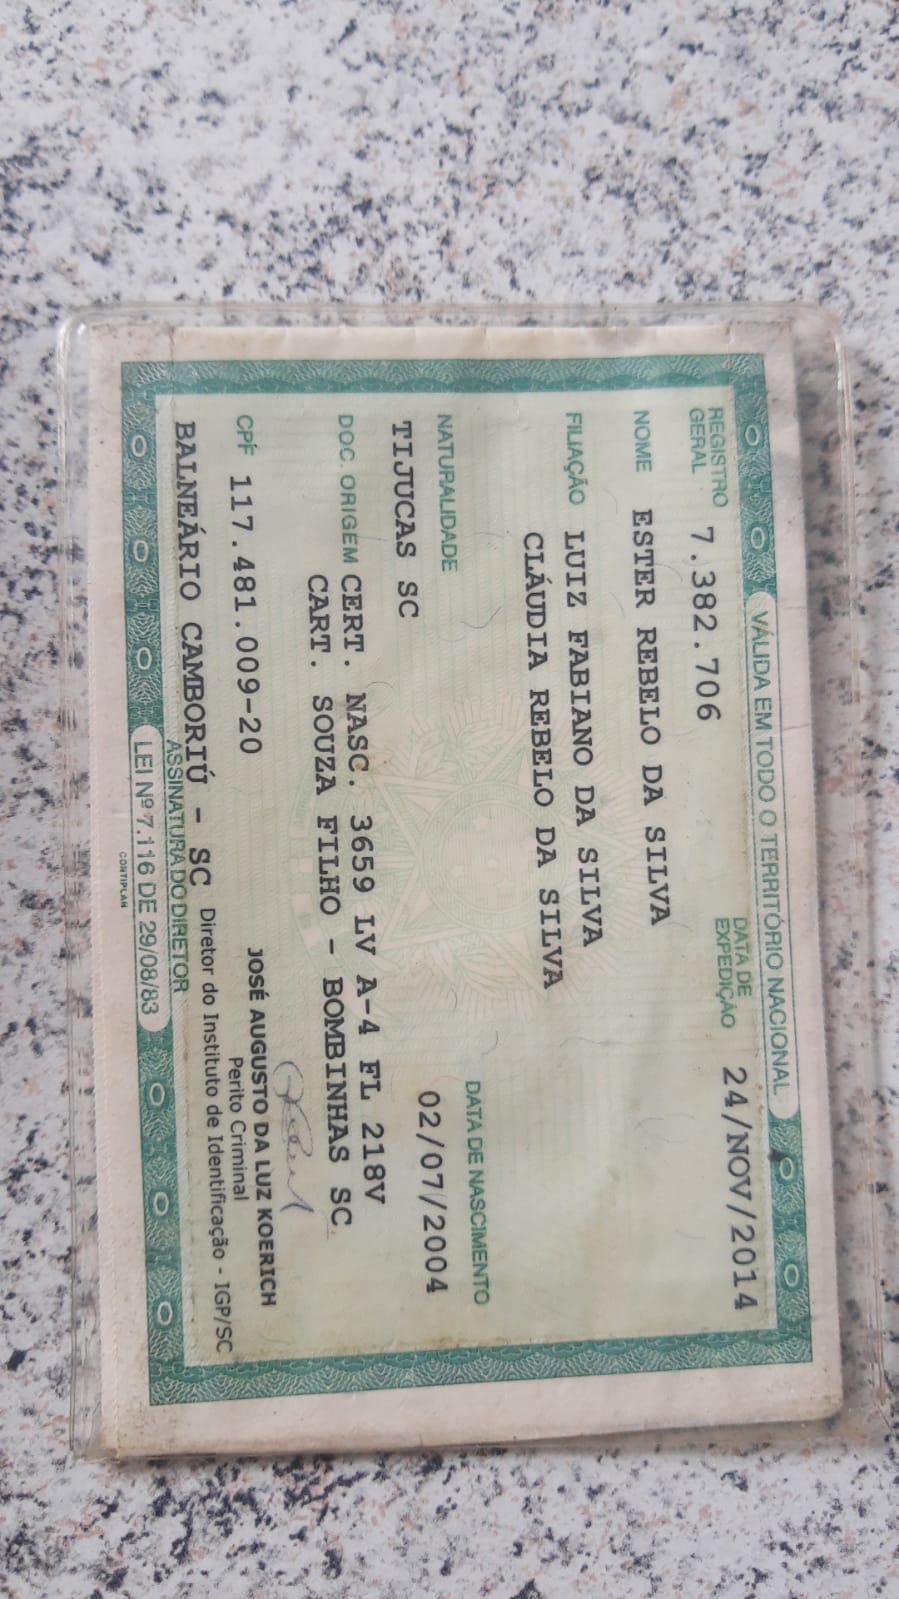 VÁLIDA EM TODO O TERRITÓRIO NACIONAL
REGISTRO GERAL 7.382.706 DATA DE EXPEDIÇÃO 24/NOV/2014
NOME ESTER REBELO DA SILVA
FILIAÇÃO LUIZ FABIANO DA SILVA
CLÁUDIA REBELO DA SILVA
NATURALIDADE DATA DE NASCIMENTO
TIJUCAS SC 02/07/2004
DOC. ORIGEM CERT. NASC. 3659 LV A-4 FL 218V
CART. SOUZA FILHO - BOMBINHAS SC
CPF 117.481.009-20
JOSÉ AUGUSTO DA LUZ KOERICH
Perito Criminal
BALNEÁRIO CAMBORIÚ - SC Diretor do Instituto de Identificação - IGP/SC
ASSINATURA DO DIRETOR
LEI Nº 7.116 DE 29/08/83
CONTIPLAN